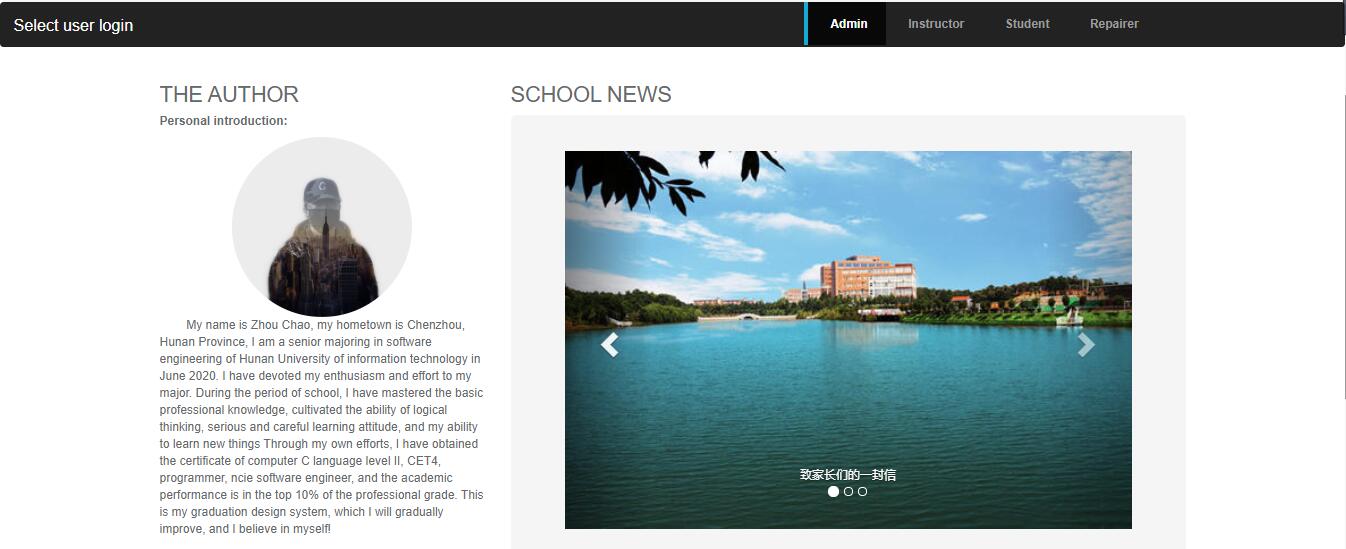 Select user login
Admin
Instructor
Student
Repairer
THE AUTHOR
Personal introduction:
My name is Zhou Chao, my hometown is Chenzhou,
Hunan Province, I am a senior majoring in software
engineering of Hunan University of information technology in
June 2020. I have devoted my enthusiasm and effort to my
major. During the period of school, I have mastered the basic
professional knowledge, cultivated the ability of logical
thinking, serious and careful learning attitude, and my ability
to learn new things Through my own efforts, I have obtained
the certificate of computer C language level II, CET4,
programmer, ncie software engineer, and the academic
performance is in the top 10% of the professional grade. This
is my graduation design system, which I will gradually
improve, and I believe in myself!
SCHOOL NEWS
致家长们的一封信